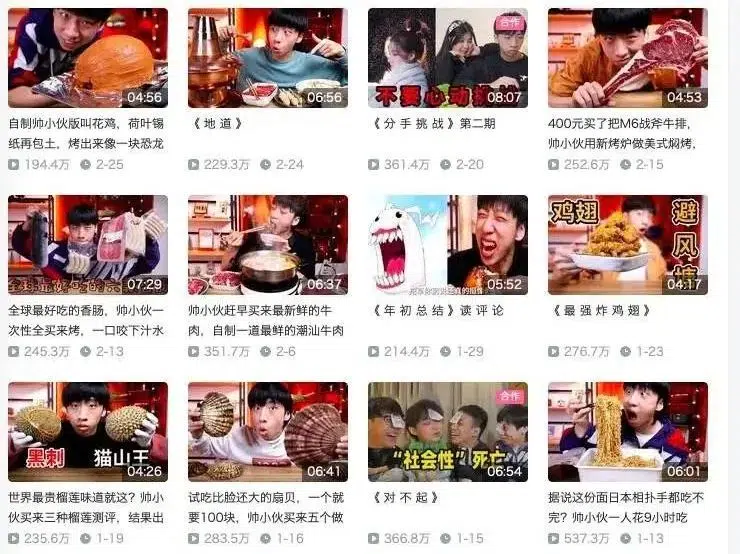 合作
04:56
06:56
不要心动挑战
08:07
04:53
自制帅小伙版叫花鸡,荷叶锡
纸再包土,烤出来像一块恐龙
《 地 道 》
《 分 手 挑 战 》第二期
400元买了把M6战斧牛排,
帅小伙用新烤炉做美式焖烤,
194.4万 2-25
229.3万 2-24
361.4万 2-20
252.6万 2-15
鸡翅
避风塘
07:29
06:37
05:52
04:17
全球最好吃的香肠,帅小伙一
次性全买来烤,一口咬下汁水
帅小伙赶早买来最新鲜的牛
肉,自制一道最鲜的潮汕牛肉
《 年 初 总 结 》 读 评 论
《 最 强 炸 鸡 翅 》
245.3万 2-13
351.7万 2-6
214.4万 1-29
276.7万 1-23
合作
黑刺
猫山王
04:26
06:41
“社会性”死亡
06:54
06:01
世界最贵榴莲味道就这?帅小
伙买来三种榴莲测评,结果出
试吃比脸还大的扇贝,一个就
要100块,帅小伙买来五个做
《 对 不 起 》
据说这份面日本相扑手都吃不
完?帅小伙一人花9小时吃
235.6万 1-19
283.5万 1-16
366.8万 1-15
537.3万 1-13